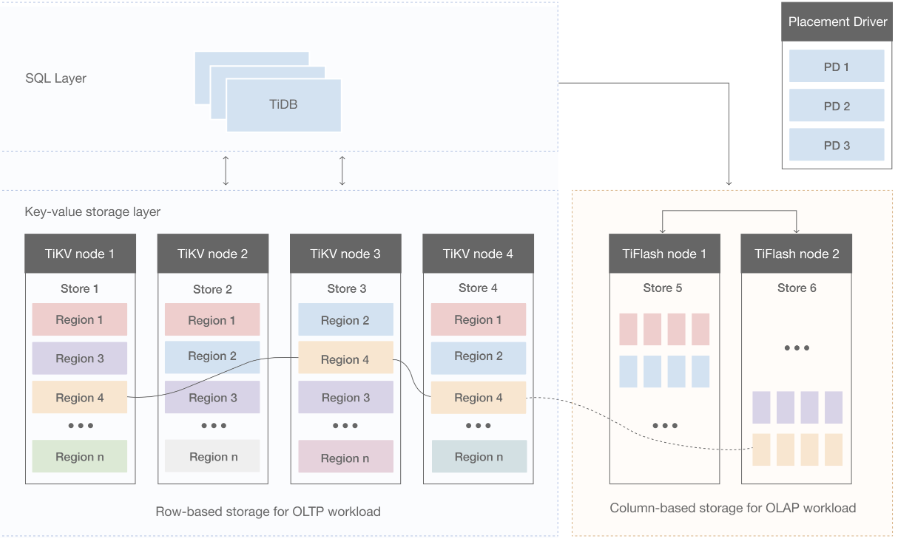 Placement Driver
PD 1
PD 2
PD 3
SQL Layer
TiDB
Key-value storage layer
TiKV node 1
Store 1
Region 1
Region 3
Region 4
•••
Region n
TiKV node 2
Store 2
Region 1
Region 2
Region 3
•••
Region n
TiKV node 3
Store 3
Region 2
Region 4
Region 3
•••
Region n
TiKV node 4
Store 4
Region 1
Region 2
Region 4
•••
Region n
Row-based storage for OLTP workload
TiFlash node 1
Store 5
•••
TiFlash node 2
Store 6
•••
Column-based storage for OLAP workload